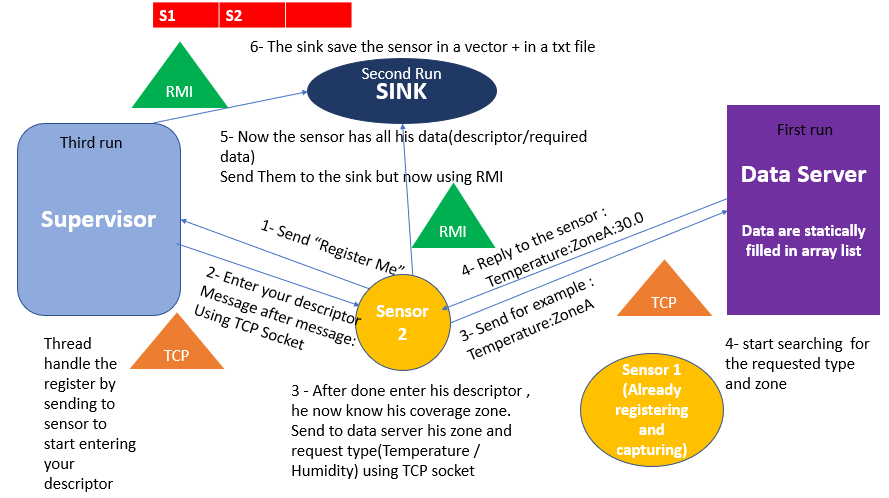 S1 S2
6- The sink save the sensor in a vector + in a txt file
RMI
Second Run
SINK
Third run
Supervisor
5- Now the sensor has all his data(descriptor/required
data)
Send Them to the sink but now using RMI
RMI
First run
Data Server
Data are statically
filled in array list
1- Send “Register Me”
2- Enter your descriptor
Message after message:
Using TCP Socket
4- Reply to the sensor :
Temperature:ZoneA:30.0
3- Send for example :
Temperature:ZoneA
Sensor
2
TCP
TCP
Thread
handle the
register by
sending to
sensor to
start entering
your
descriptor
3 - After done enter his descriptor ,
he now know his coverage zone.
Send to data server his zone and
request type(Temperature /
Humidity) using TCP socket
Sensor 1
(Already
registering
and
capturing)
4- start searching for
the requested type
and zone